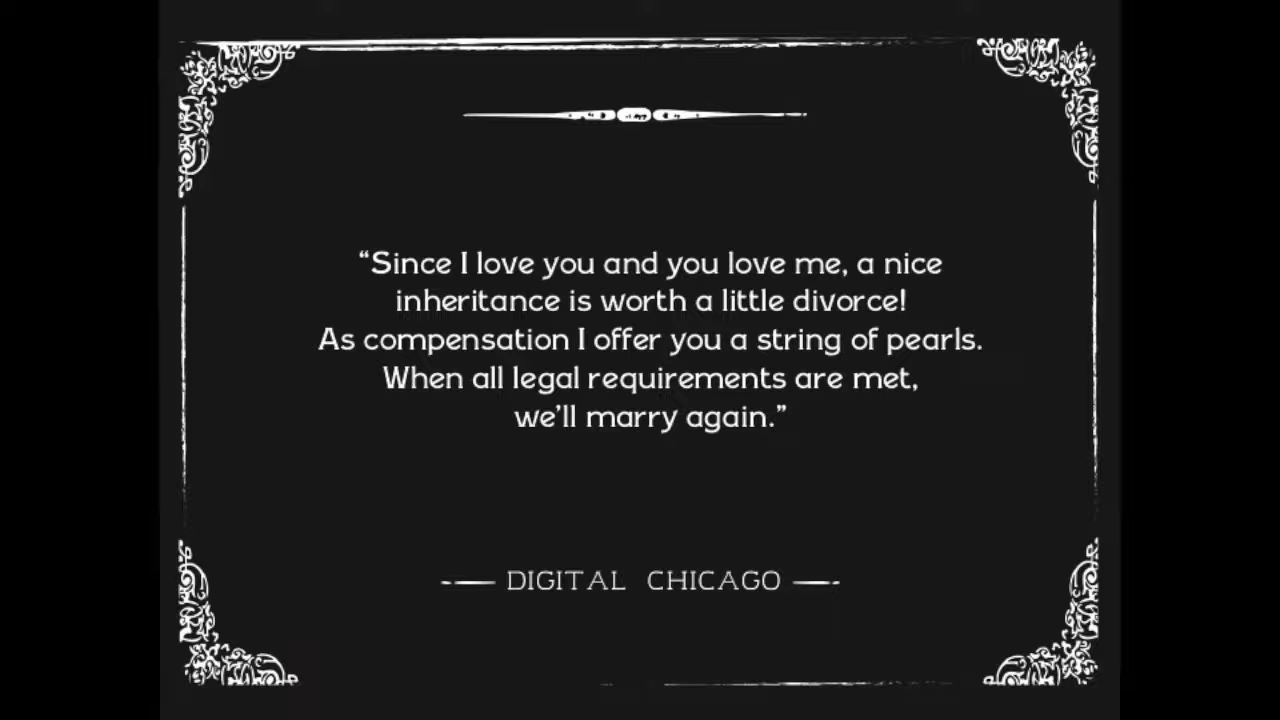 “Since I love you and you love me, a nice
inheritance is worth a little divorce!
As compensation I offer you a string of pearls.
When all legal requirements are met,
we’ll marry again.”
DIGITAL CHICAGO